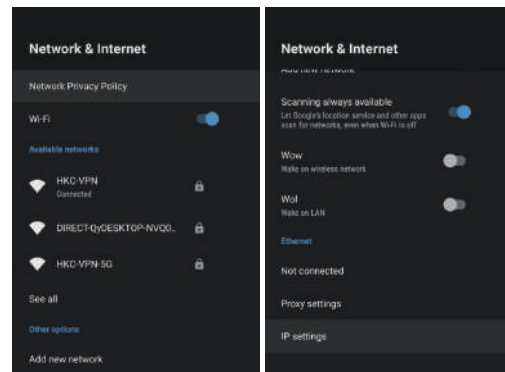 Network & Internet
Network Privacy Policy
Wi-Fi
Available networks
HKC-VPN
Connected
DIRECT-QyDESKTOP-NVQ0..
HKC-VPN-5G
See all
Other options
Add new network
Network & Internet
Add new network
Scanning always available
Let Google's location service and other apps
scan for networks, even when Wi-Fi is off
Wow
Wake on wireless network
Wol
Wake on LAN
Ethernet
Not connected
Proxy settings
IP settings